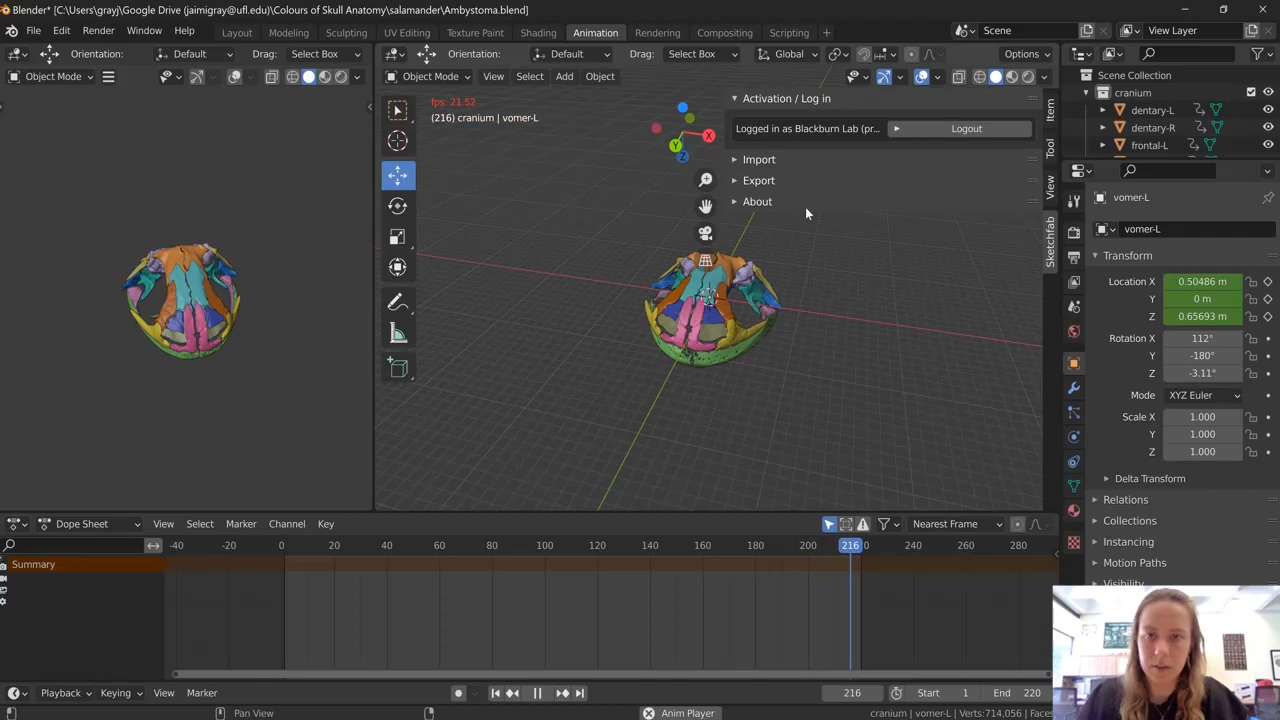 Blender* [C:\Users\grayj\Google Drive (jaimigray@ufl.edu)\Colours of Skull Anatomy\salamander\Ambystoma.blend]
File Edit Render Window Help Layout Modeling Sculpting UV Editing Texture Paint Shading Animation Rendering Compositing Scripting + Scene View Layer
Orientation: Default Drag: Select Box Orientation: Default Drag: Select Box Global Options
Object Mode Object Mode View Select Add Object
Scene Collection
cranium
dentary-L
dentary-R
frontal-L
fps: 21.52
(216) cranium | vomer-L
X
Y
Z
Activation / Log in
Logged in as Blackburn Lab (pr... Logout
Import
Export
About
Item
Tool
View
Sketchfab
vomer-L
vomer-L
Transform
Location X 0.50486 m
Y 0 m
Z 0.65693 m
Rotation X 112°
Y -180°
Z -3.11°
Mode XYZ Euler
Scale X 1.000
Y 1.000
Z 1.000
Delta Transform
Relations
Collections
Instancing
Motion Paths
Visibility
Dope Sheet View Select Marker Channel Key Nearest Frame
-40 -20 0 20 40 60 80 100 120 140 160 180 200 216 0 240 260 280
Summary
Playback Keying View Marker 216 Start 1 End 220
Pan View Anim Player cranium | vomer-L | Verts:714,056 | Faces